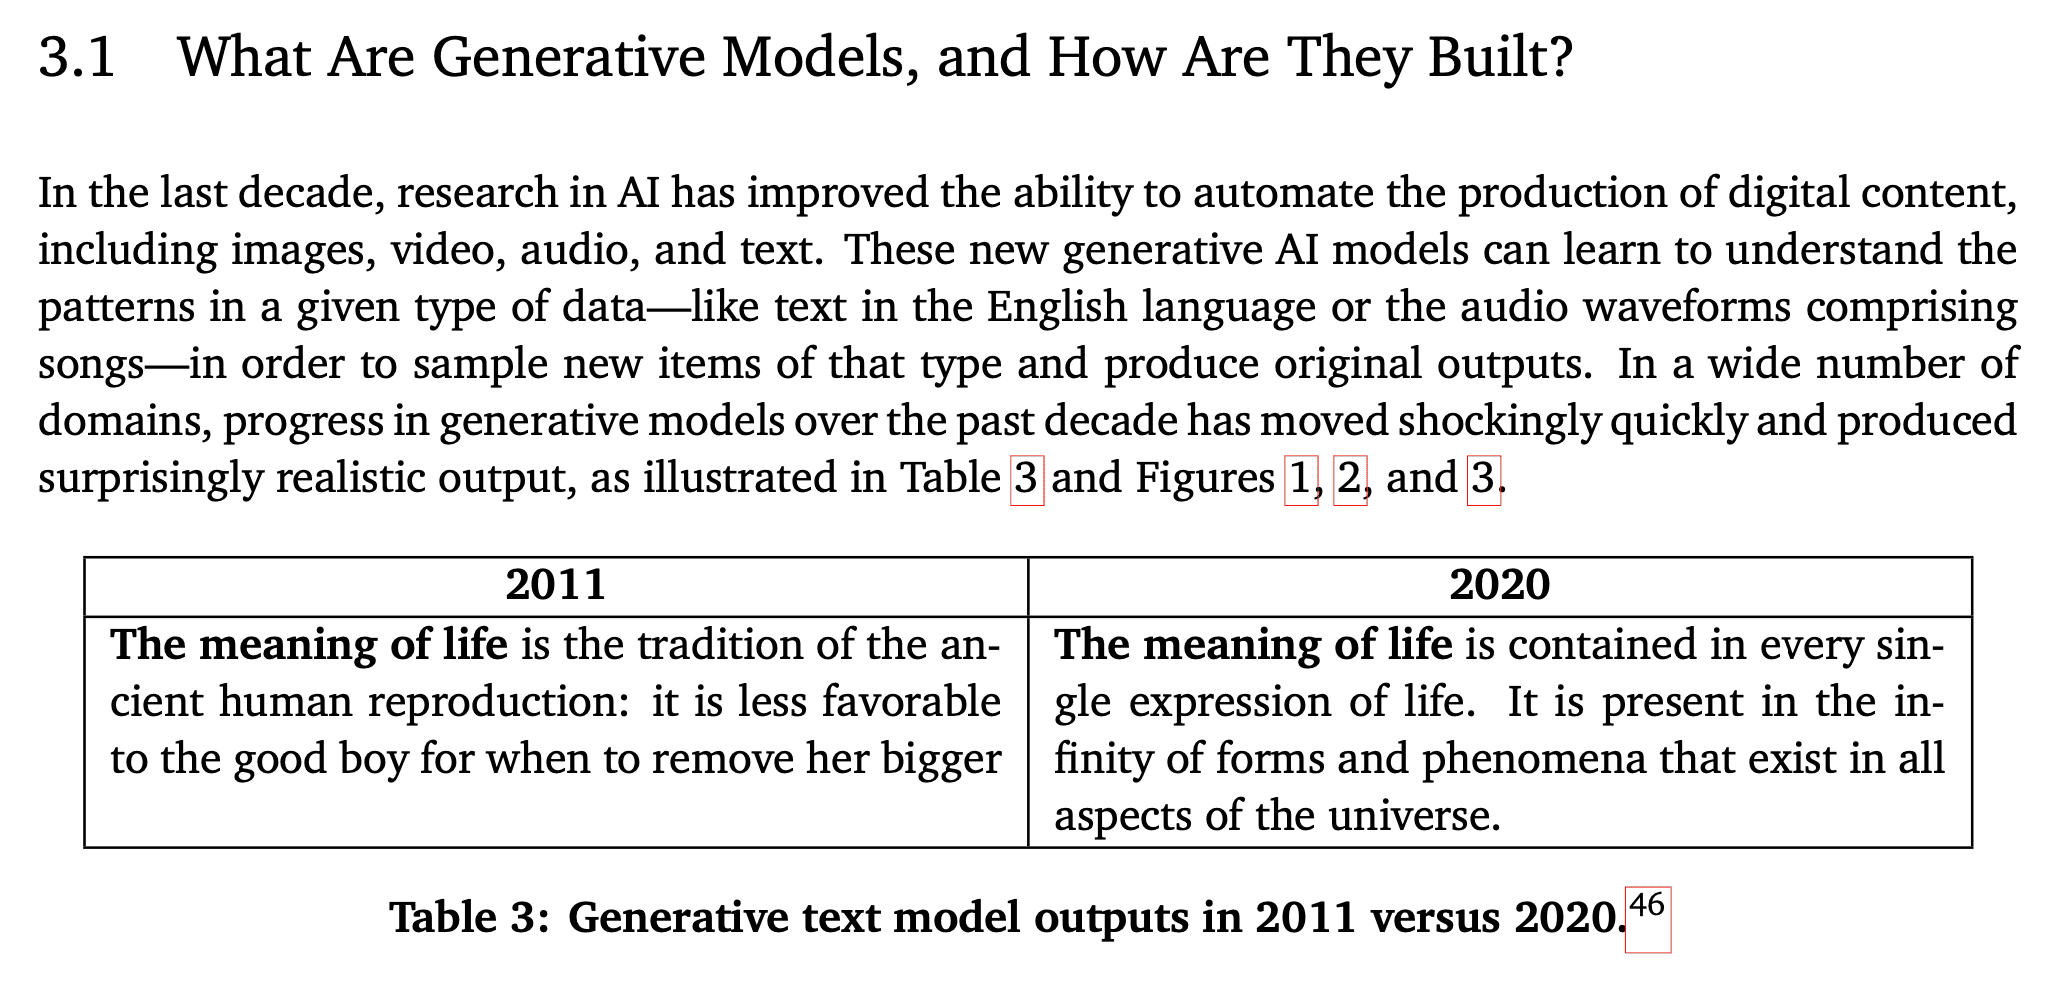 3.1 What Are Generative Models, and How Are They Built?
In the last decade, research in AI has improved the ability to automate the production of digital content,
including images, video, audio, and text. These new generative AI models can learn to understand the
patterns in a given type of data—like text in the English language or the audio waveforms comprising
songs—in order to sample new items of that type and produce original outputs. In a wide number of
domains, progress in generative models over the past decade has moved shockingly quickly and produced
surprisingly realistic output, as illustrated in Table 3 and Figures 1, 2, and 3.
2011
The meaning of life is the tradition of the an-
cient human reproduction: it is less favorable
to the good boy for when to remove her bigger
2020
The meaning of life is contained in every sin-
gle expression of life. It is present in the in-
finity of forms and phenomena that exist in all
aspects of the universe.
Table 3: Generative text model outputs in 2011 versus 2020.46